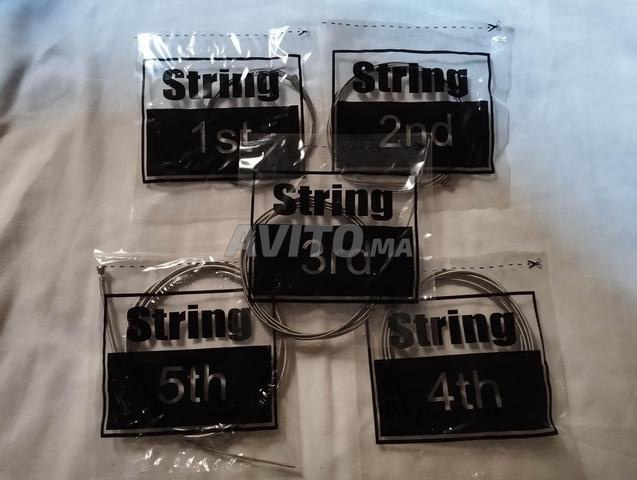 String
1st
String
2nd
String
3rd
AVITO.MA
String
5th
String
4th